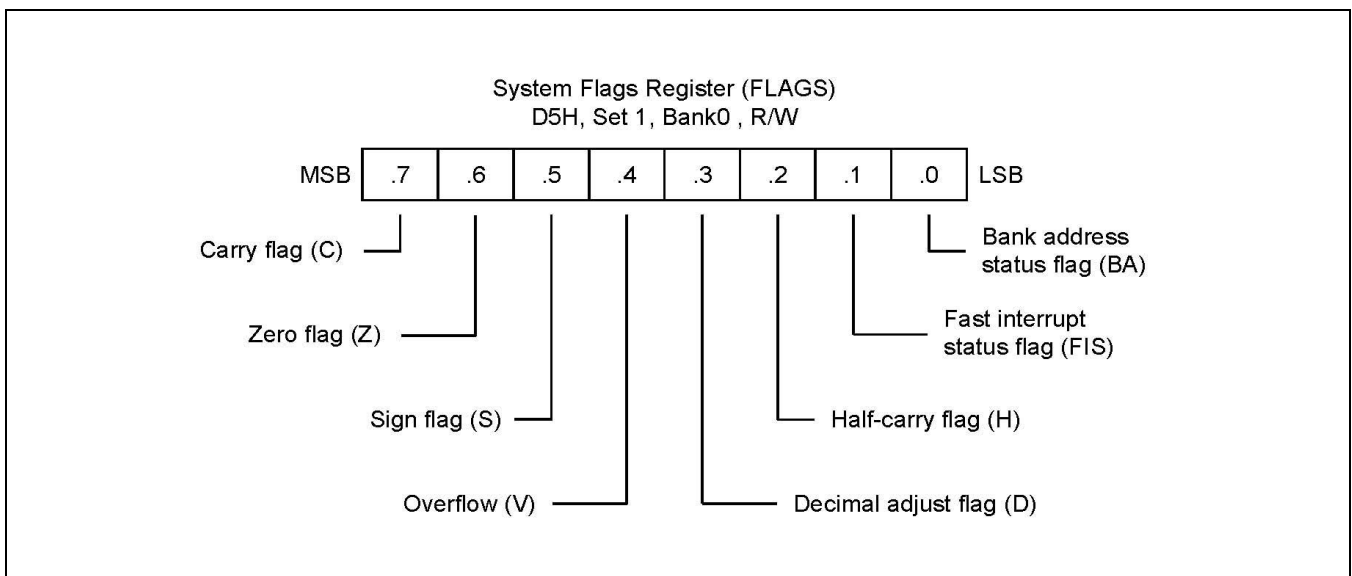 System Flags Register (FLAGS)
D5H, Set 1, Bank0 , R/W
MSB .7 .6 .5 .4 .3 .2 .1 .0 LSB
Carry flag (C)
Bank address
status flag (BA)
Zero flag (Z)
Fast interrupt
status flag (FIS)
Sign flag (S)
Half-carry flag (H)
Overflow (V)
Decimal adjust flag (D)